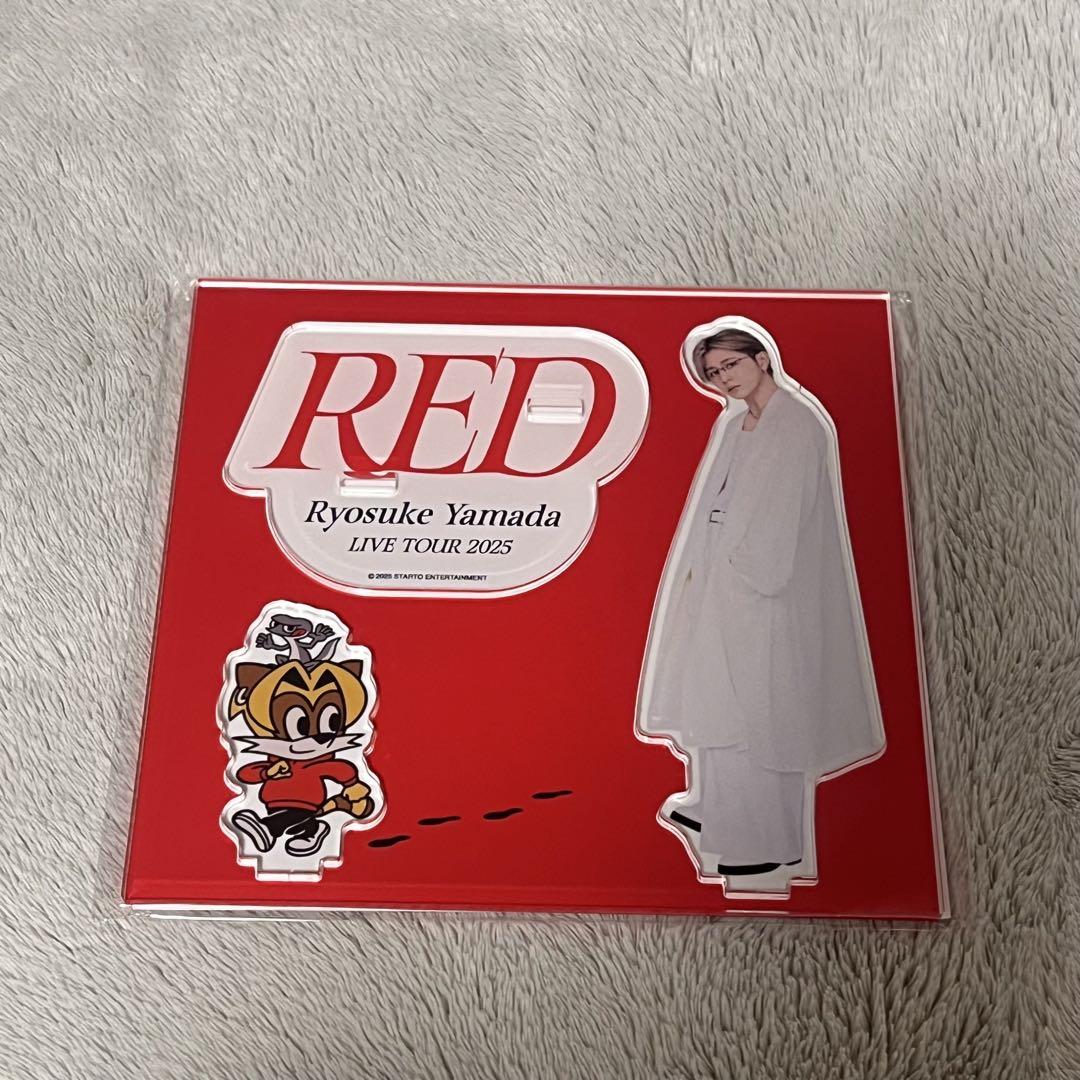 RED
Ryosuke Yamada
LIVE TOUR 2025
© 2025 STARTO ENTERTAINMENT